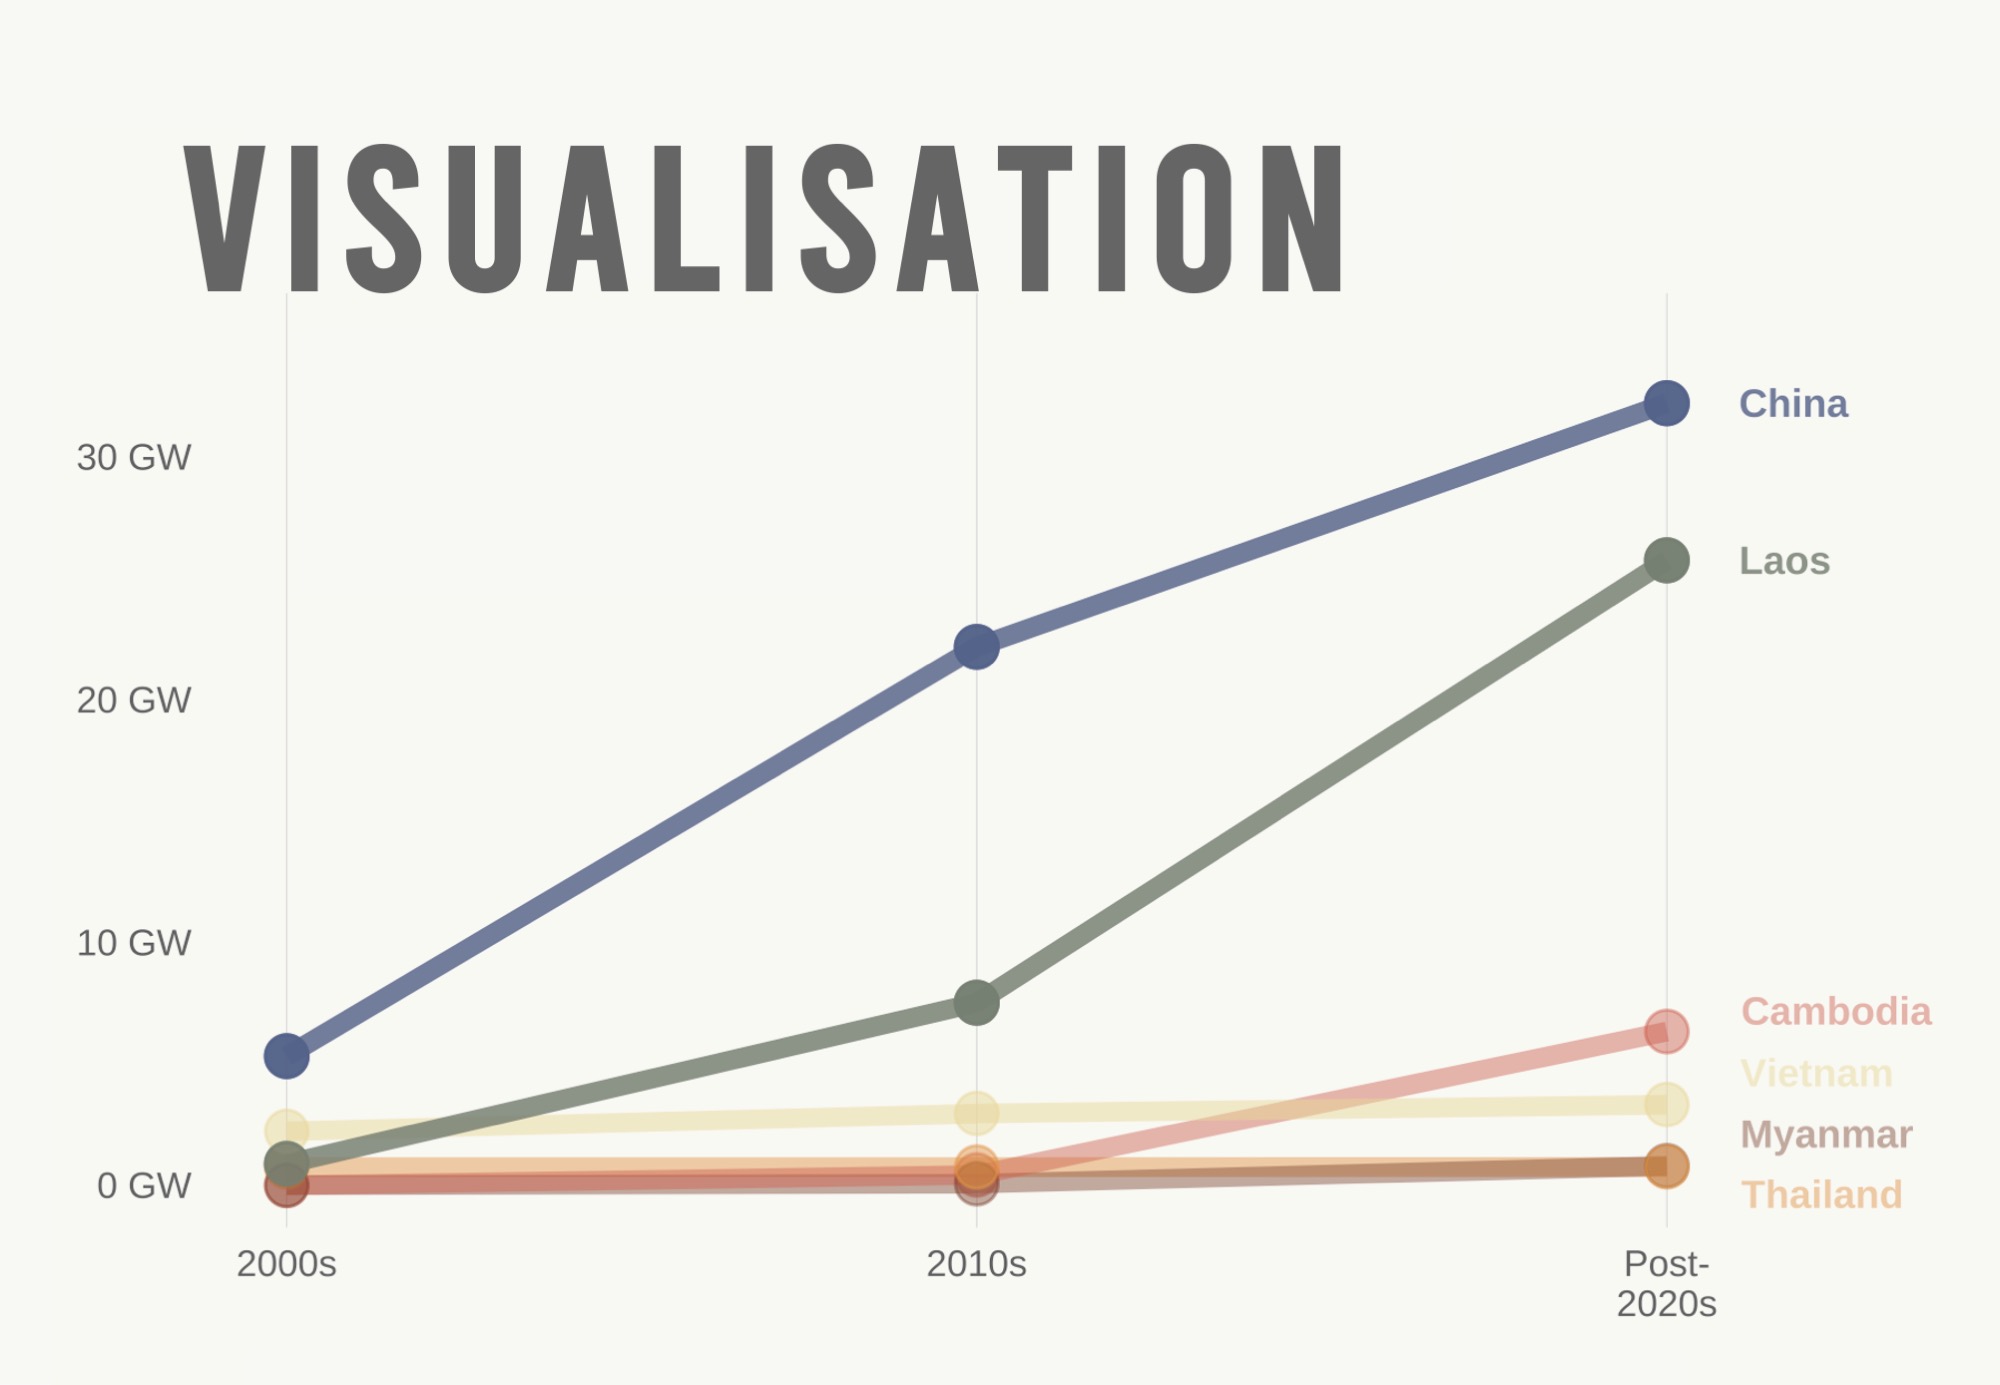 VISUALISATION
30 GW
20 GW
10 GW
0 GW
2000s
2010s
Post-
2020s
China
Laos
Cambodia
Vietnam
Myanmar
Thailand